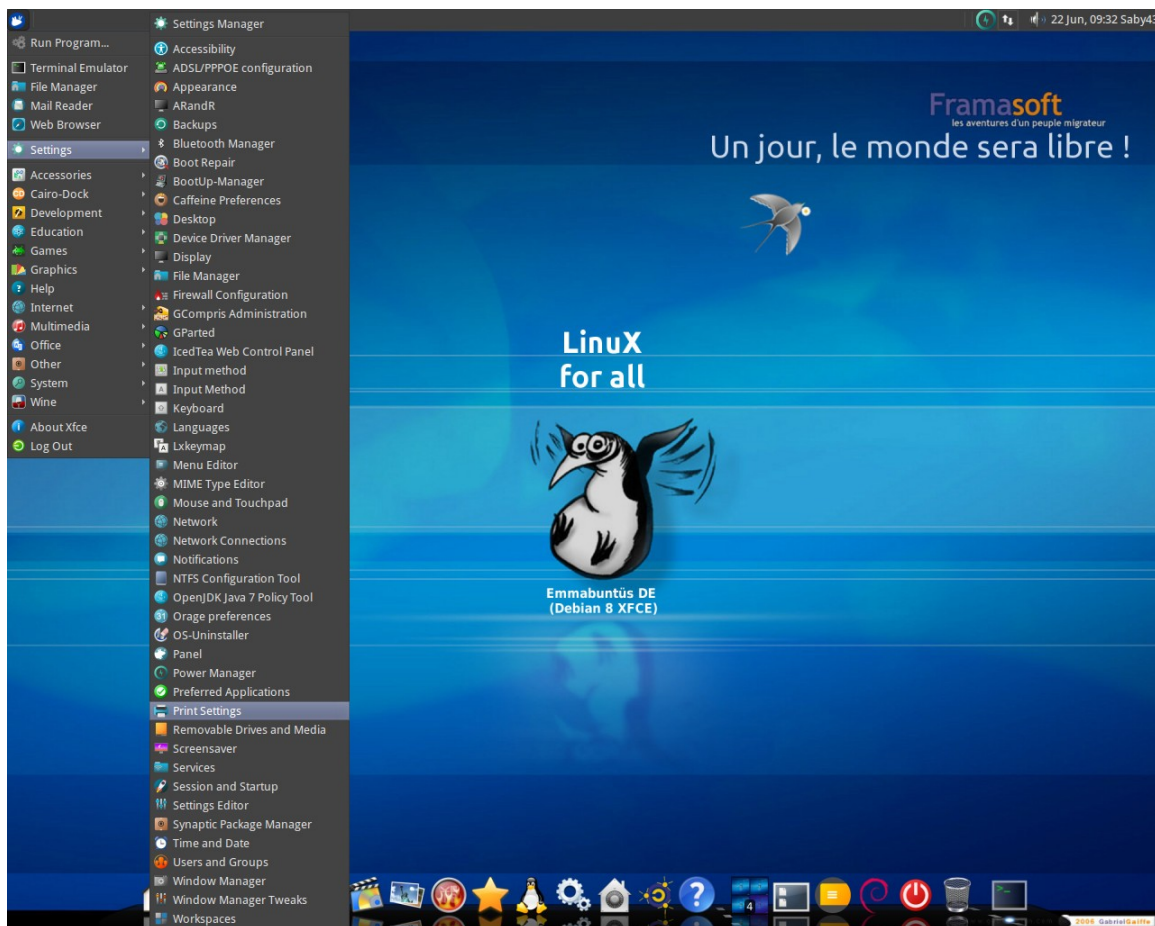 22 Jun, 09:32 Saby43
Run Program...
Terminal Emulator
File Manager
Mail Reader
Web Browser
Settings
Accessories
Cairo-Dock
Development
Education
Games
Graphics
Help
Internet
Multimedia
Office
Other
System
Wine
About Xfce
Log Out
Settings Manager
Accessibility
ADSL/PPPOE configuration
Appearance
ARandR
Backups
Bluetooth Manager
Boot Repair
BootUp-Manager
Caffeine Preferences
Desktop
Device Driver Manager
Display
File Manager
Firewall Configuration
GCompris Administration
GParted
IcedTea Web Control Panel
Input method
Input Method
Keyboard
Languages
Lxkeymap
Menu Editor
MIME Type Editor
Mouse and Touchpad
Network
Network Connections
Notifications
NTFS Configuration Tool
OpenJDK Java 7 Policy Tool
Orage preferences
OS-Uninstaller
Panel
Power Manager
Preferred Applications
Print Settings
Removable Drives and Media
Screensaver
Services
Session and Startup
Settings Editor
Synaptic Package Manager
Time and Date
Users and Groups
Window Manager
Window Manager Tweaks
Workspaces
Framasoft
les aventures d'un peuple migrateur
Un jour, le monde sera libre !
LinuX
for all
Emmabuntüs DE
(Debian 8 XFCE)
4
2006 Gabriel